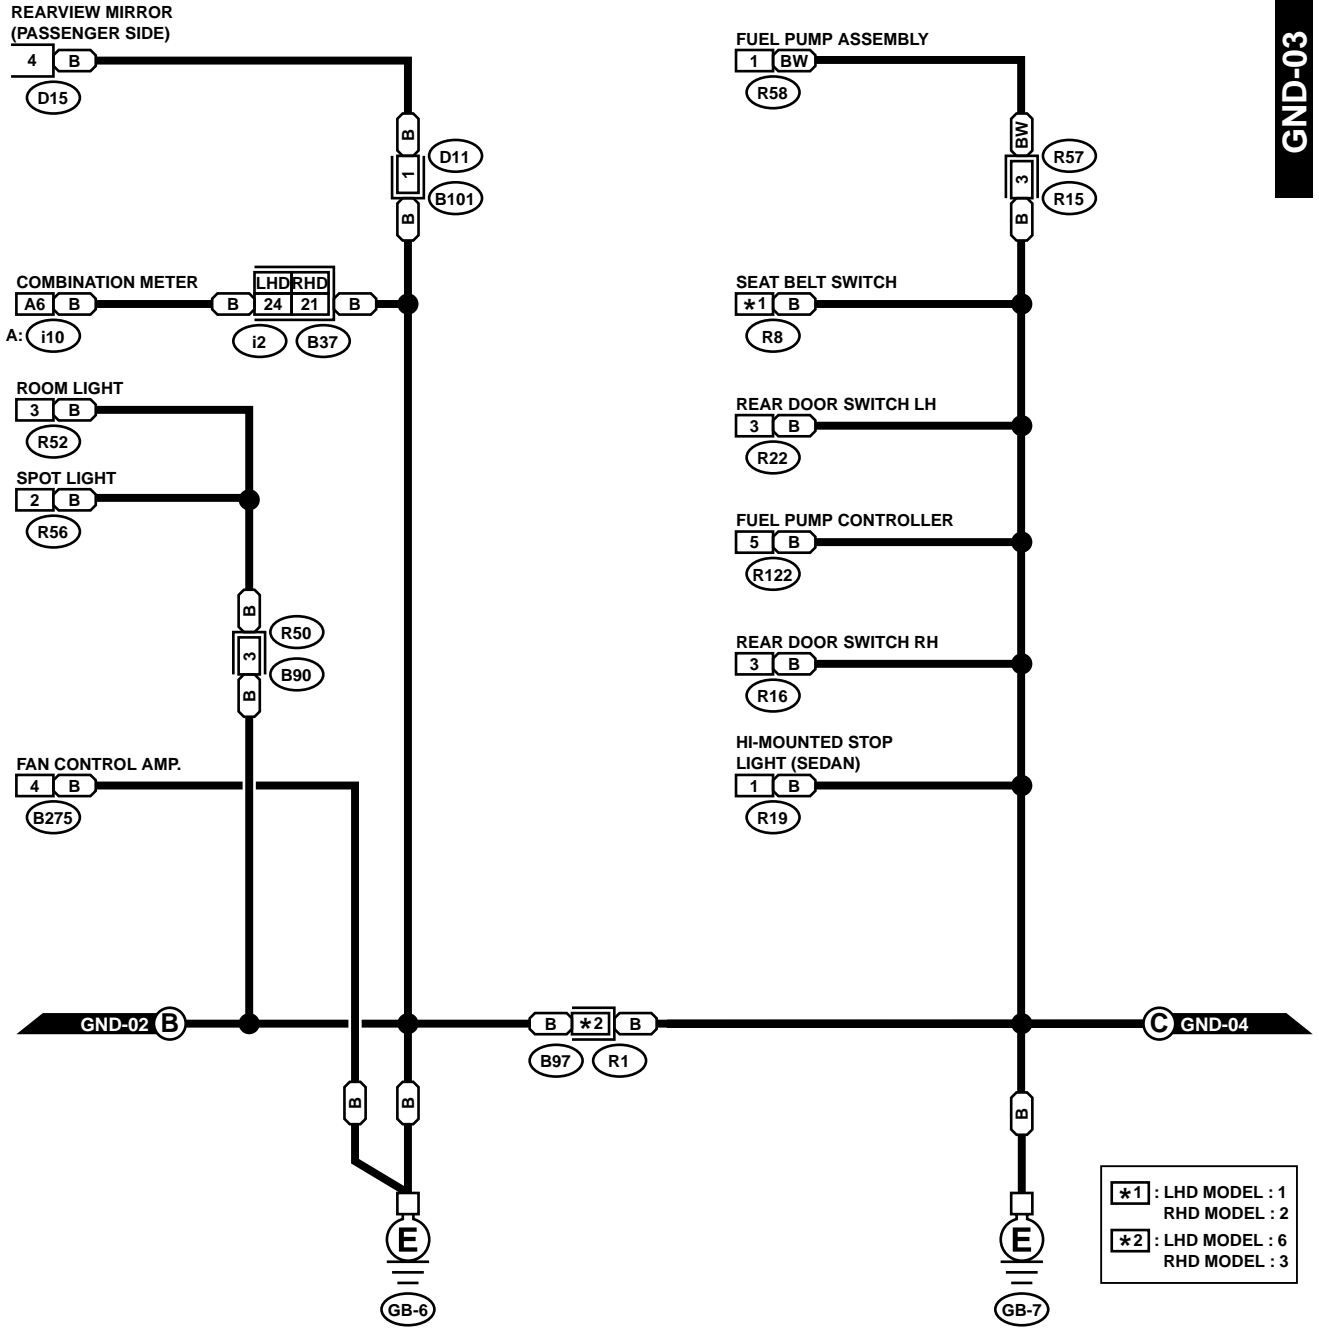 REARVIEW MIRROR
(PASSENGER SIDE)
4 B
D15
B
1
D11
B101
B
COMBINATION METER
A6 B
A: i10
LHD RHD
B 24 21 B
i2 B37
ROOM LIGHT
3 B
R52
SPOT LIGHT
2 B
R56
B
3
R50
B90
B
FAN CONTROL AMP.
4 B
B275
GND-02 B
B *2 B
B97 R1
B
B
E
GB-6
FUEL PUMP ASSEMBLY
1 BW
R58
BW
3
R57
R15
B
SEAT BELT SWITCH
*1 B
R8
REAR DOOR SWITCH LH
3 B
R22
FUEL PUMP CONTROLLER
5 B
R122
REAR DOOR SWITCH RH
3 B
R16
HI-MOUNTED STOP
LIGHT (SEDAN)
1 B
R19
C GND-04
B
E
GB-7
GND-03
*1 : LHD MODEL : 1
RHD MODEL : 2
*2 : LHD MODEL : 6
RHD MODEL : 3